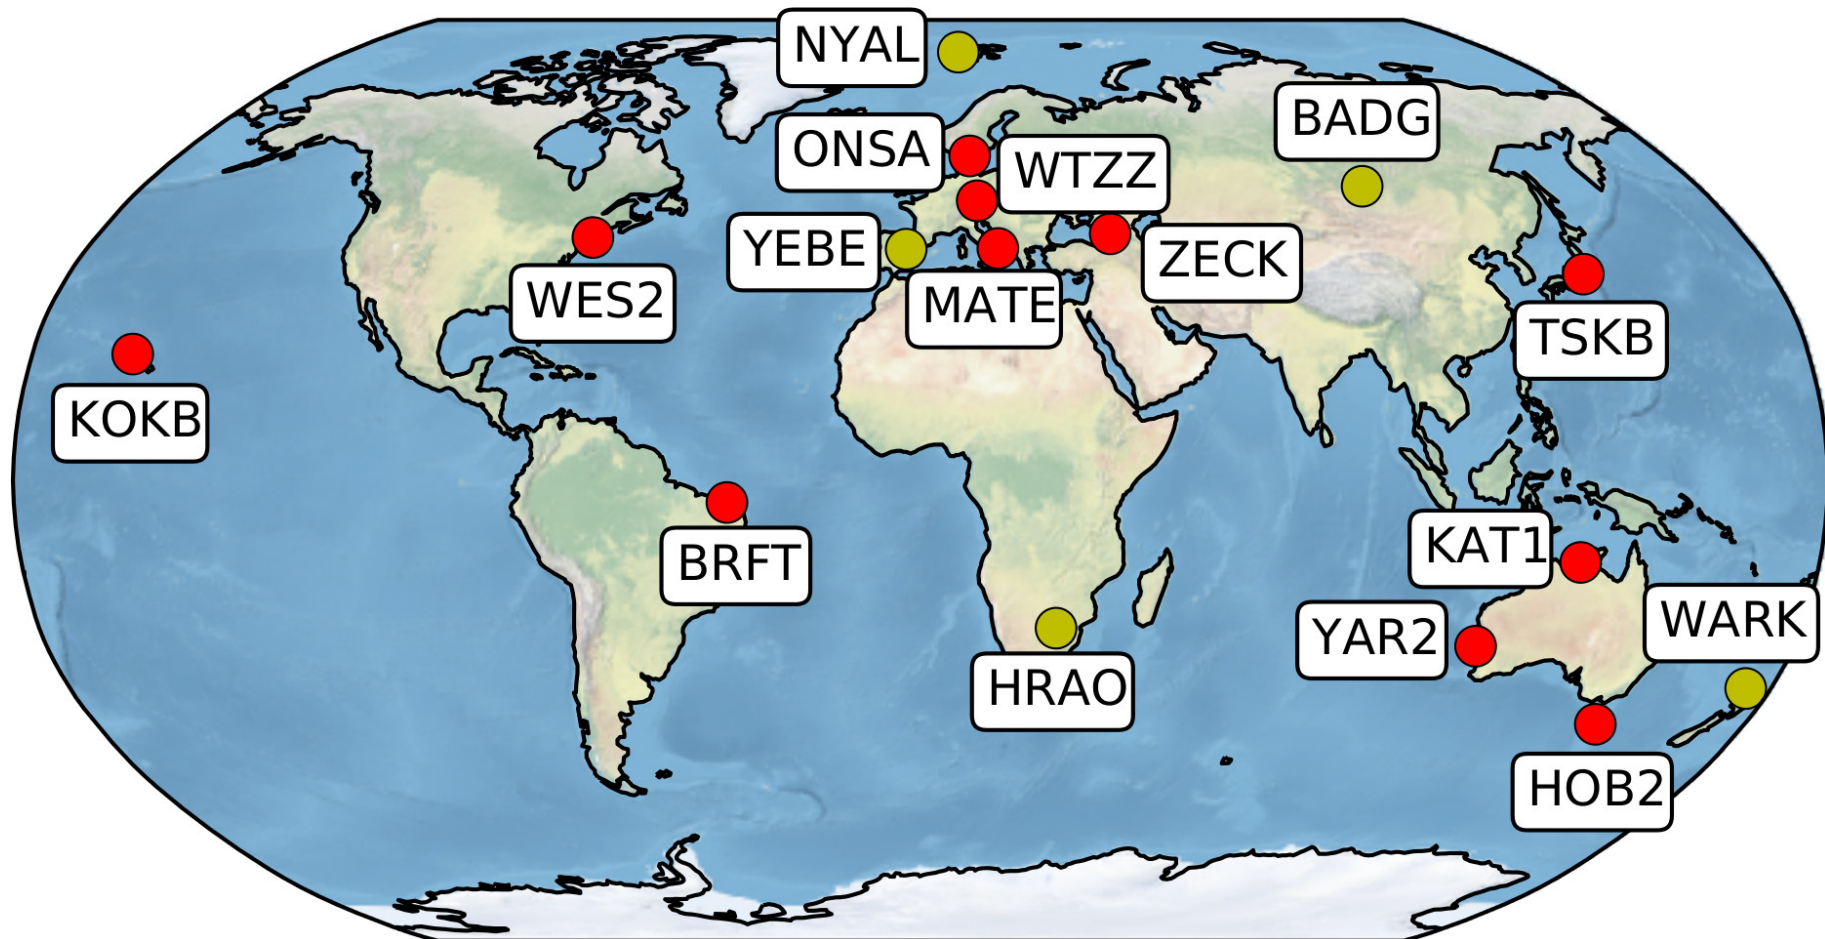 NYAL
BADG
ONSA
WTZZ
YEBE
ZECK
WES2
MATE
TSKB
KOKB
KAT1
BRFT
WARK
YAR2
HRAO
HOB2